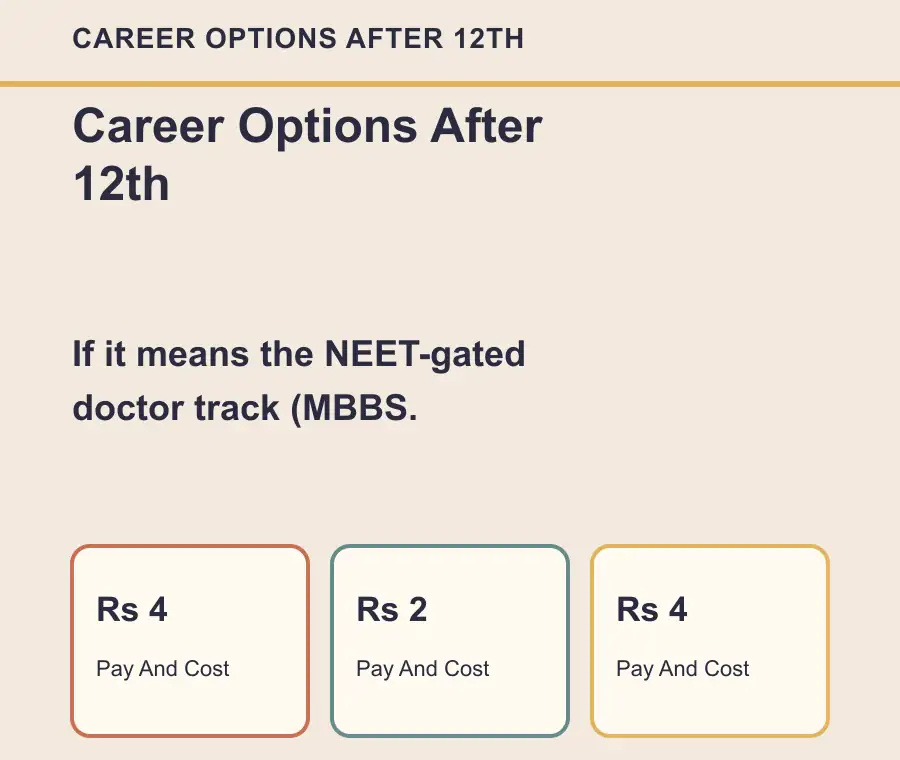 CAREER OPTIONS AFTER 12TH
Career Options After
12th
If it means the NEET-gated
doctor track (MBBS.
Rs 4
Pay And Cost
Rs 2
Pay And Cost
Rs 4
Pay And Cost